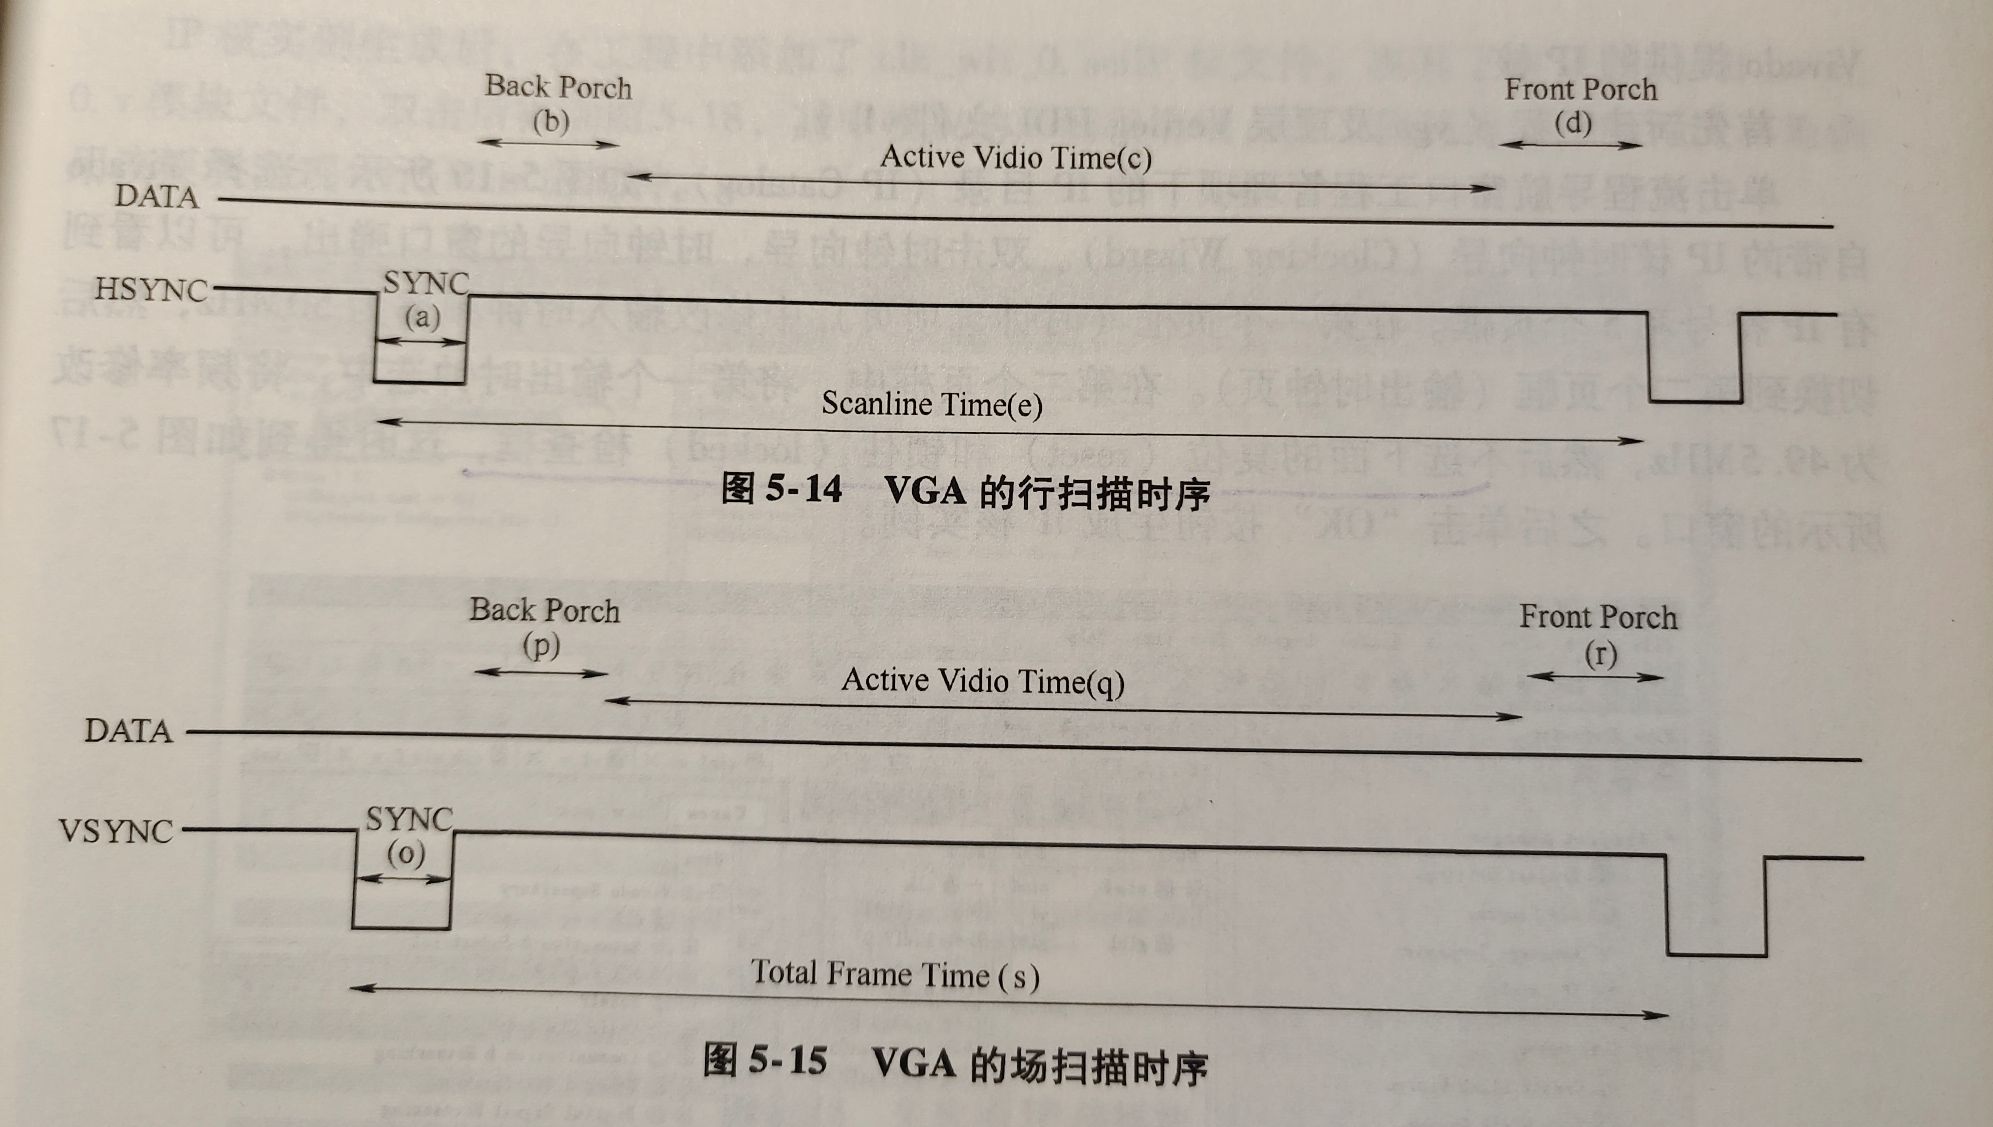 Back Porch
(b)
Front Porch
(d)
Active Vidio Time(c)
DATA
HSYNC
SYNC
(a)
Scanline Time(e)
图 5-14 VGA 的行扫描时序
Back Porch
(p)
Front Porch
(r)
Active Vidio Time(q)
DATA
VSYNC
SYNC
(o)
Total Frame Time (s)
图 5-15 VGA 的场扫描时序